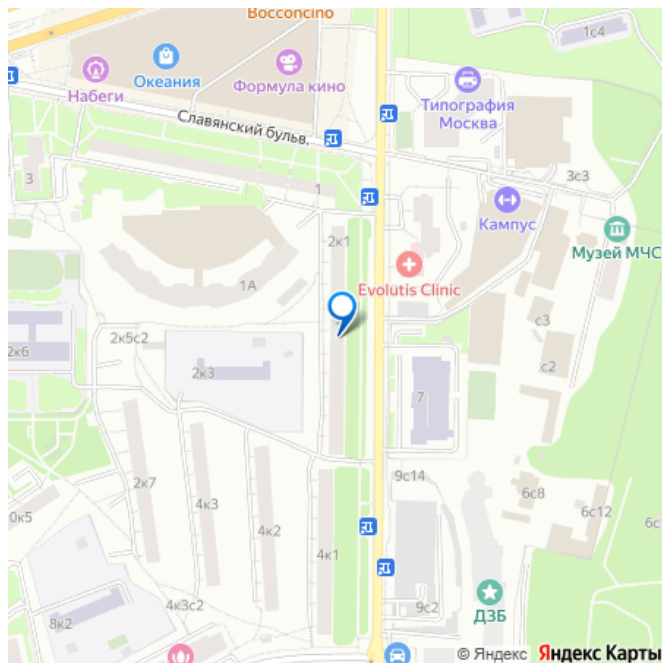 Bocconcino
1с4
Океания
Формула кино
Набеги
Типография
Москва
Славянский бульв.
3
1
3с3
Кампус
2к1
Музей МЧС
Evolutis Clinic
1А
с3
2к5с2
2к6
с2
2к3
7
9с14
2к7
4к3
6с8
6с12
4к2
0к5
6с
4к1
4к3с2
9с2
ДЗБ
8к2
© Яндекс Яндекс Карты